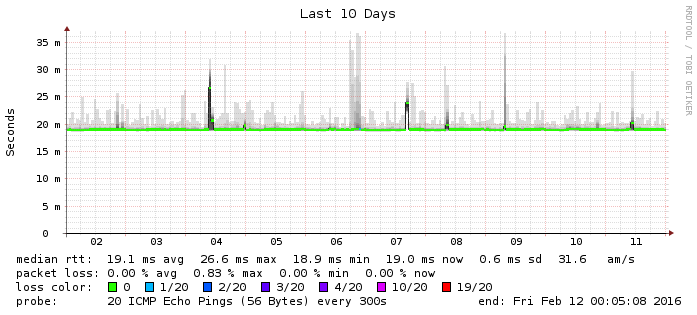 Last 10 Days
RRDTOOL / TOBI OETIKER
Seconds
35 m
30 m
25 m
20 m
15 m
10 m
5 m
0
02 03 04 05 06 07 08 09 10 11
median rtt: 19.1 ms avg 26.6 ms max 18.9 ms min 19.0 ms now 0.6 ms sd 31.6 am/s
packet loss: 0.00 % avg 0.83 % max 0.00 % min 0.00 % now
loss color: 0 1/20 2/20 3/20 4/20 10/20 19/20
probe: 20 ICMP Echo Pings (56 Bytes) every 300s end: Fri Feb 12 00:05:08 2016